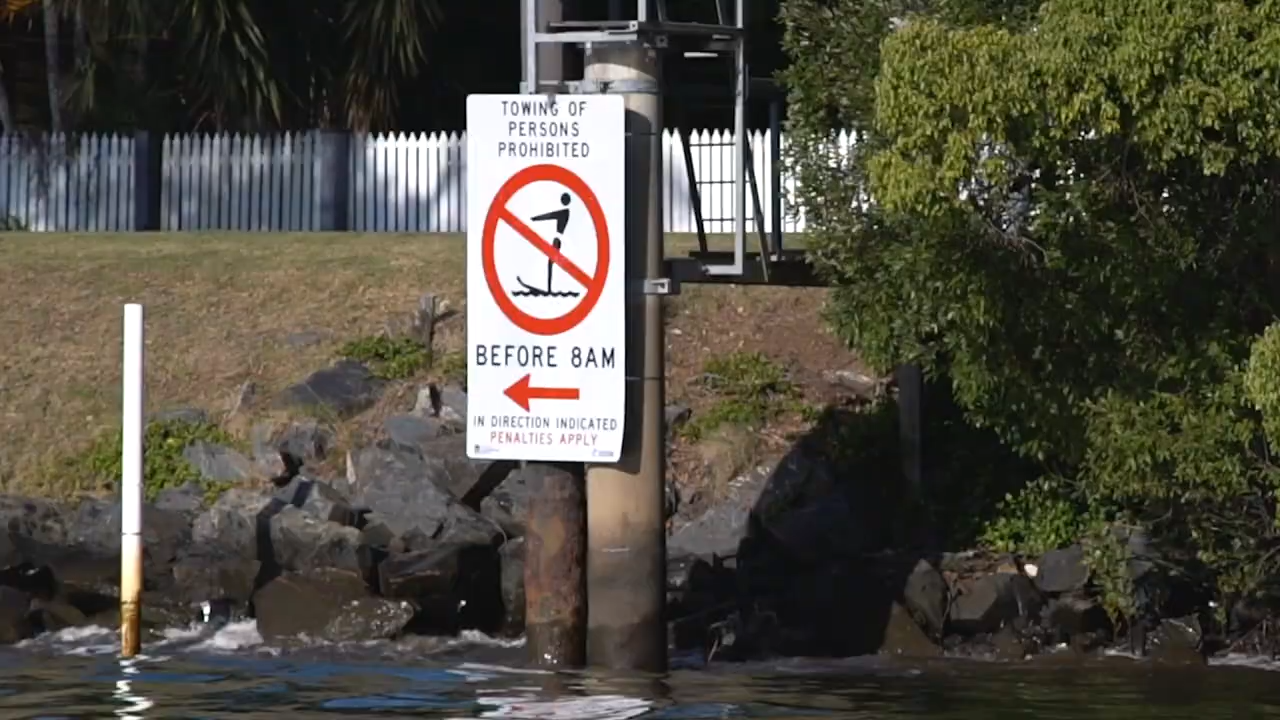 TOWING OF
PERSONS
PROHIBITED
BEFORE 8AM
IN DIRECTION INDICATED
PENALTIES APPLY